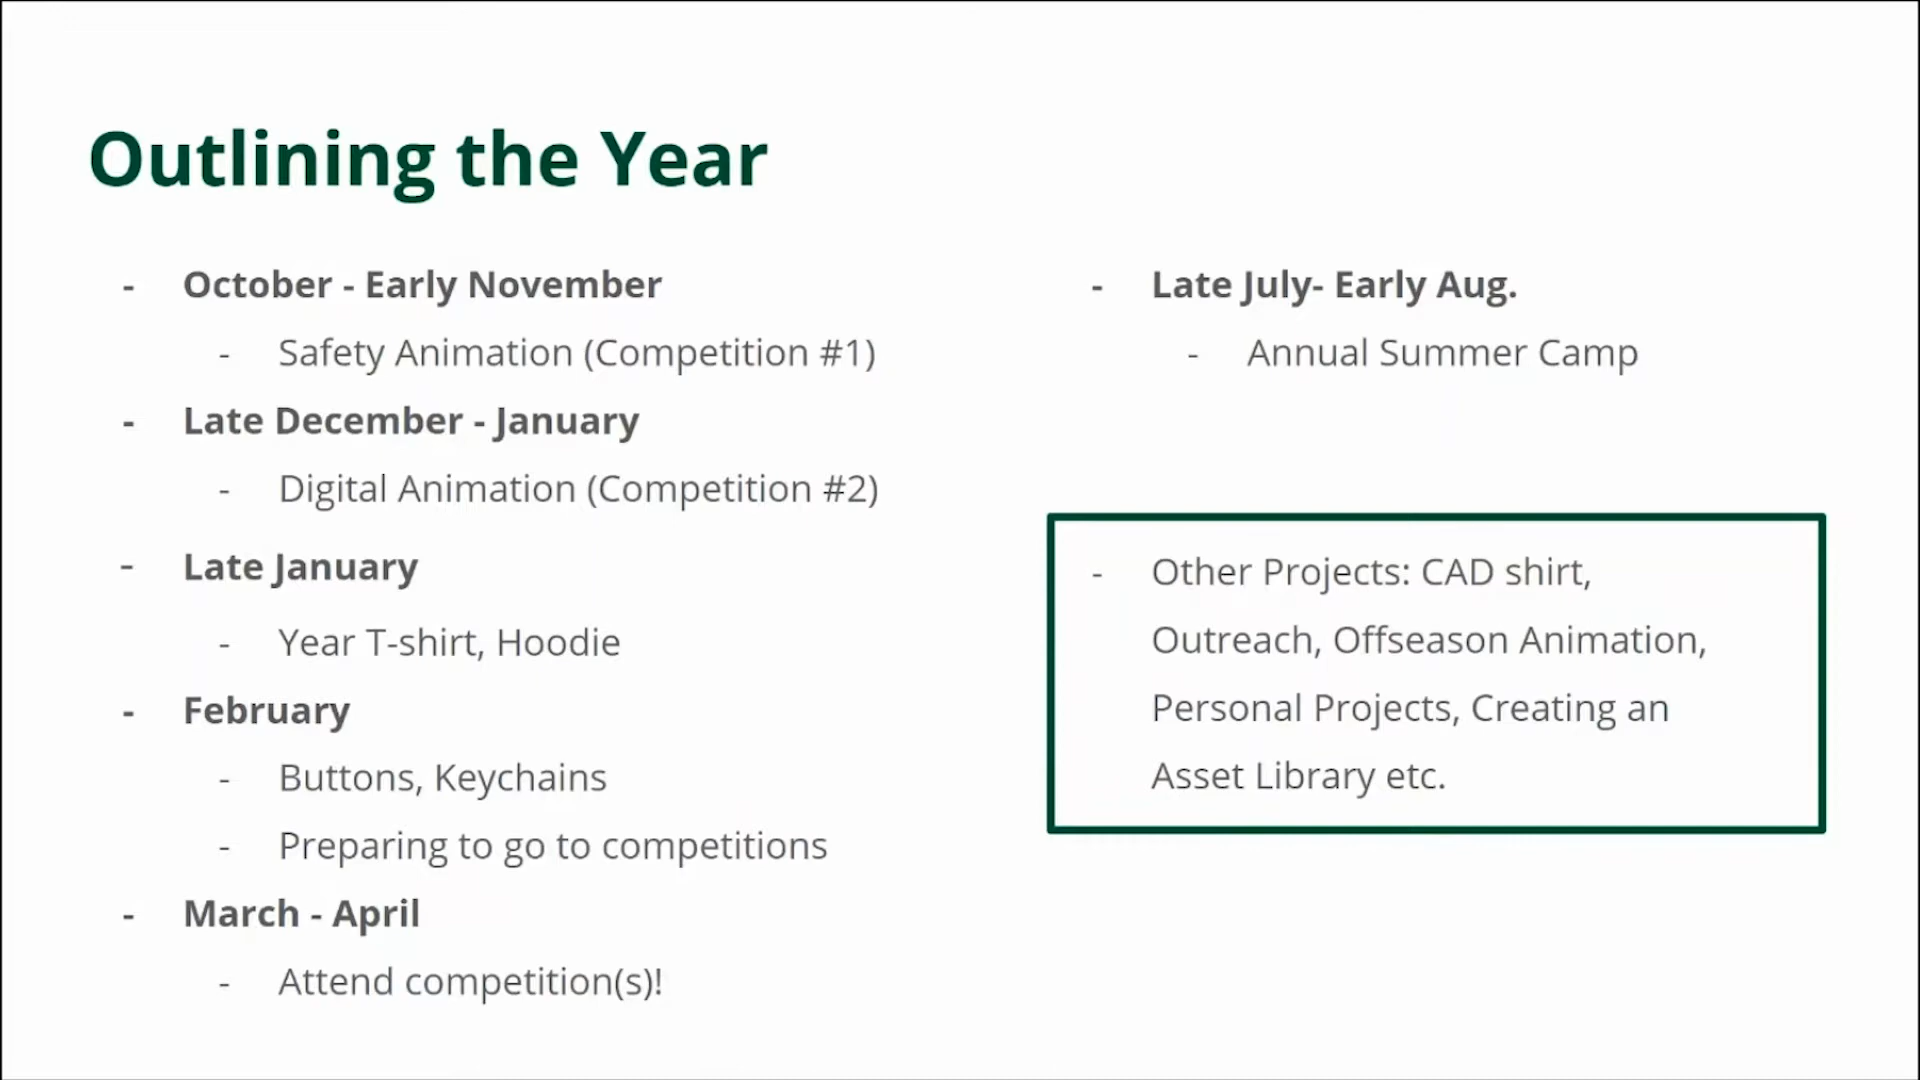 Outlining the Year
- October - Early November
- Safety Animation (Competition #1)
- Late December - January
- Digital Animation (Competition #2)
- Late January
- Year T-shirt, Hoodie
- February
- Buttons, Keychains
- Preparing to go to competitions
- March - April
- Attend competition(s)!
- Late July- Early Aug.
- Annual Summer Camp
- Other Projects: CAD shirt,
Outreach, Offseason Animation,
Personal Projects, Creating an
Asset Library etc.